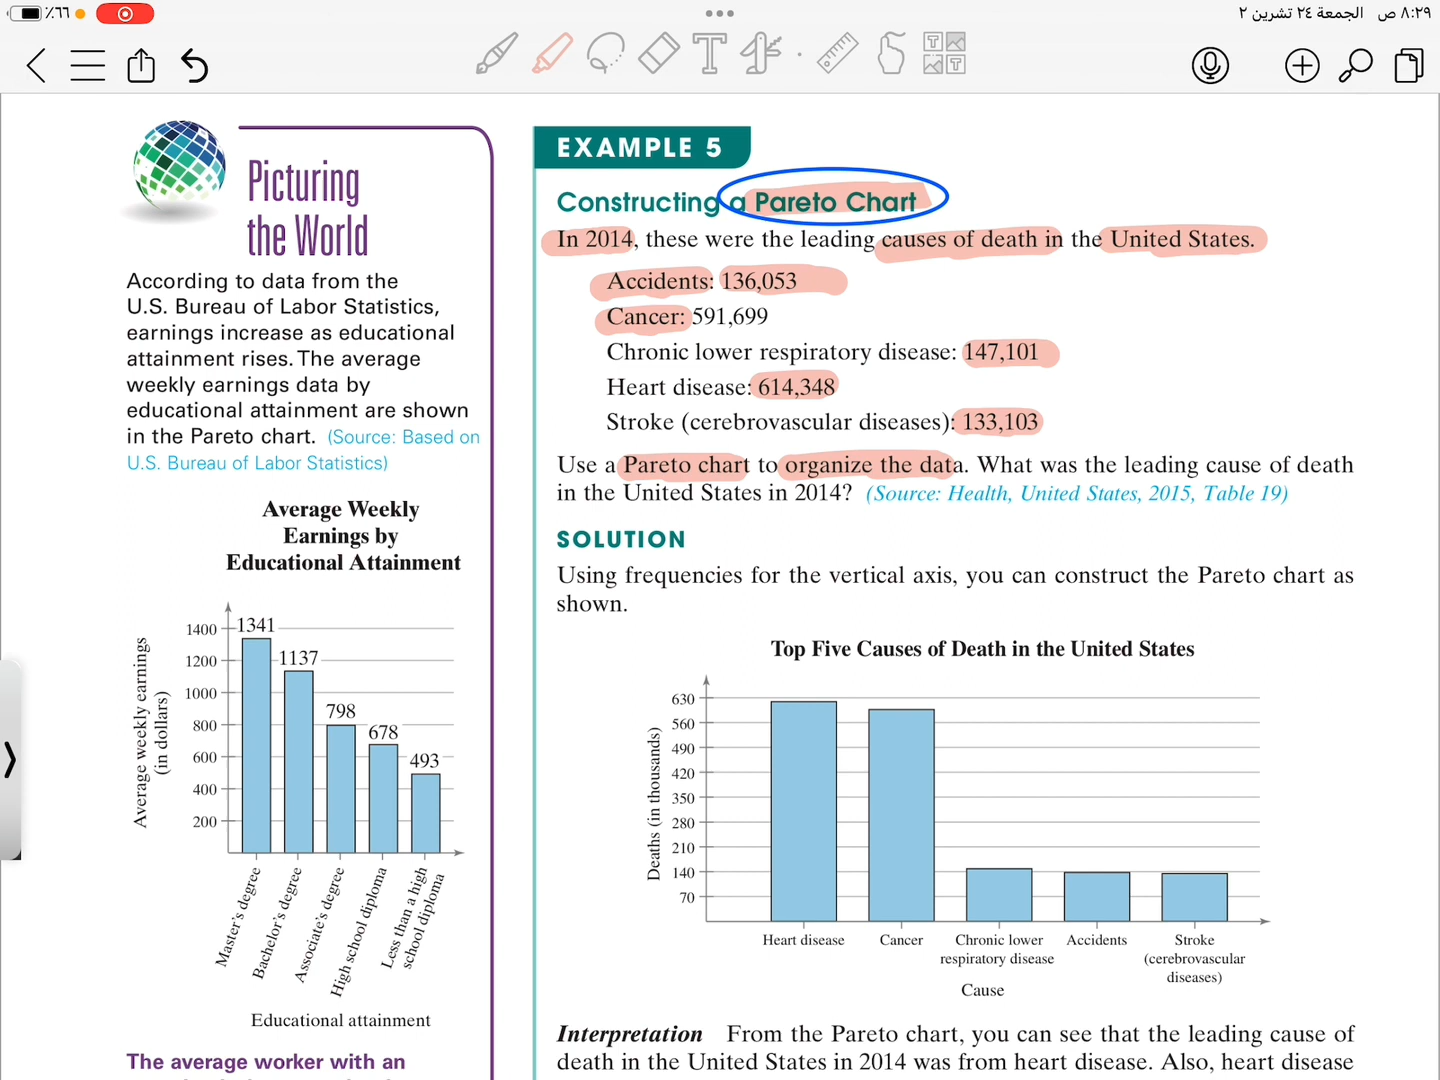 ٪٦٦
٨:٢٩ ص الجمعة ٢٤ تشرين ٢
Picturing
the World
According to data from the
U.S. Bureau of Labor Statistics,
earnings increase as educational
attainment rises. The average
weekly earnings data by
educational attainment are shown
in the Pareto chart. (Source: Based on
U.S. Bureau of Labor Statistics)
Average Weekly
Earnings by
Educational Attainment
Average weekly earnings
(in dollars)
1400
1200
1000
800
600
400
200
1341
1137
798
678
493
Master's degree
Bachelor's degree
Associate's degree
High school diploma
Less than a high
school diploma
Educational attainment
The average worker with an
EXAMPLE 5
Constructing a Pareto Chart
In 2014, these were the leading causes of death in the United States.
Accidents: 136,053
Cancer: 591,699
Chronic lower respiratory disease: 147,101
Heart disease: 614,348
Stroke (cerebrovascular diseases): 133,103
Use a Pareto chart to organize the data. What was the leading cause of death
in the United States in 2014? (Source: Health, United States, 2015, Table 19)
SOLUTION
Using frequencies for the vertical axis, you can construct the Pareto chart as
shown.
Top Five Causes of Death in the United States
Deaths (in thousands)
630
560
490
420
350
280
210
140
70
Heart disease
Cancer
Chronic lower
respiratory disease
Accidents
Stroke
(cerebrovascular
diseases)
Cause
Interpretation From the Pareto chart, you can see that the leading cause of
death in the United States in 2014 was from heart disease. Also, heart disease